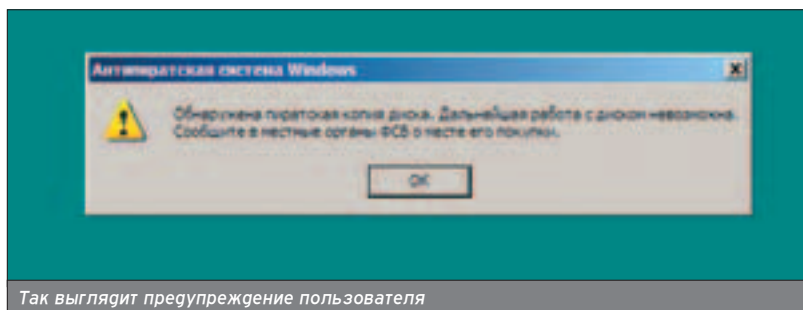 Антипиратская система Windows
Обнаружена пиратская копия диска. Дальнейшая работа с диском невозможна.
Сообщите в местные органы ФСБ о месте его покупки.
OK
Так выглядит предупреждение пользователя